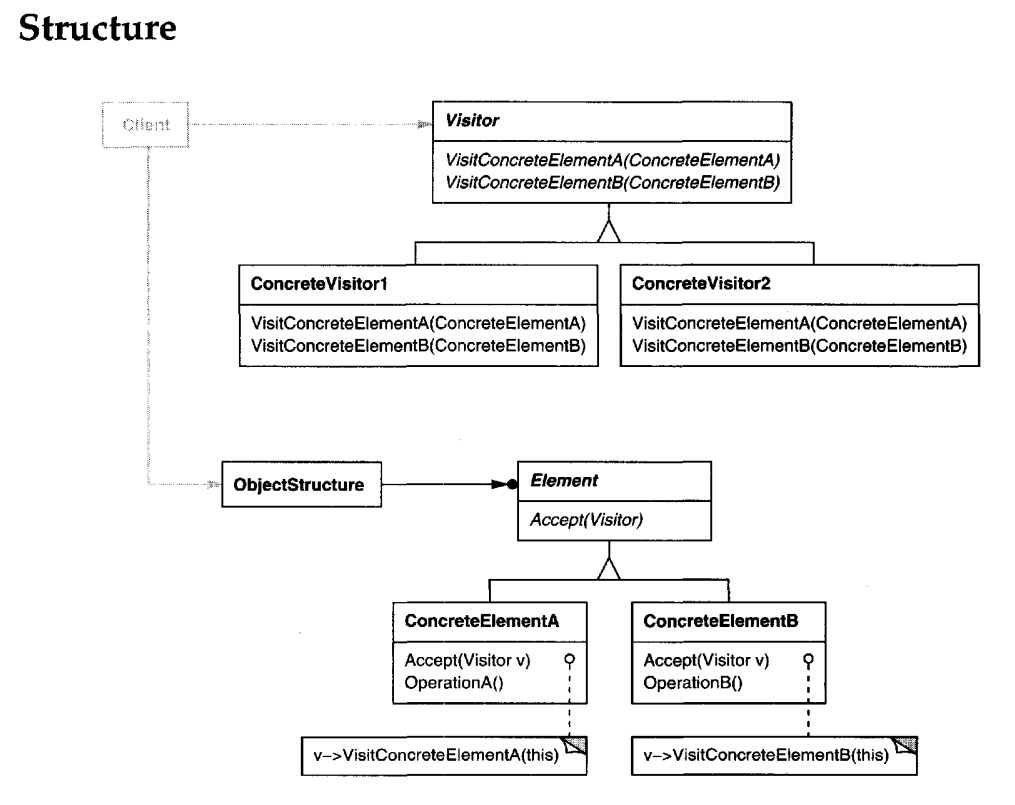 Structure
Client
Visitor
VisitConcreteElementA(ConcreteElementA)
VisitConcreteElementB(ConcreteElementB)
ConcreteVisitor1
VisitConcreteElementA(ConcreteElementA)
VisitConcreteElementB(ConcreteElementB)
ConcreteVisitor2
VisitConcreteElementA(ConcreteElementA)
VisitConcreteElementB(ConcreteElementB)
ObjectStructure
Element
Accept(Visitor)
ConcreteElementA
Accept(Visitor v)
OperationA()
ConcreteElementB
Accept(Visitor v)
OperationB()
v–>VisitConcreteElementA(this)
v–>VisitConcreteElementB(this)